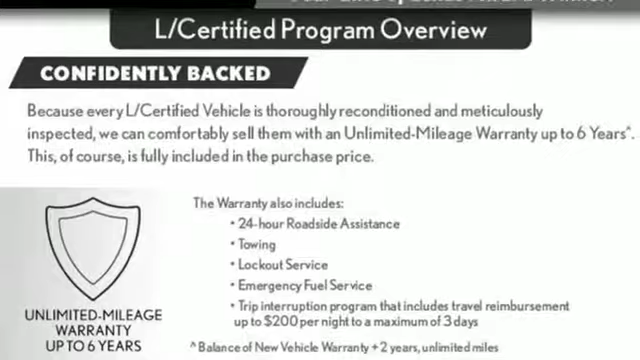 L/Certified Program Overview
CONFIDENTLY BACKED
Because every L/Certified Vehicle is thoroughly reconditioned and meticulously
inspected, we can comfortably sell them with an Unlimited-Mileage Warranty up to 6 Years^.
This, of course, is fully included in the purchase price.
The Warranty also includes:
• 24-hour Roadside Assistance
• Towing
• Lockout Service
• Emergency Fuel Service
• Trip interruption program that includes travel reimbursement
up to $200 per night to a maximum of 3 days
^Balance of New Vehicle Warranty + 2 years, unlimited miles
UNLIMITED-MILEAGE
WARRANTY
UP TO 6 YEARS